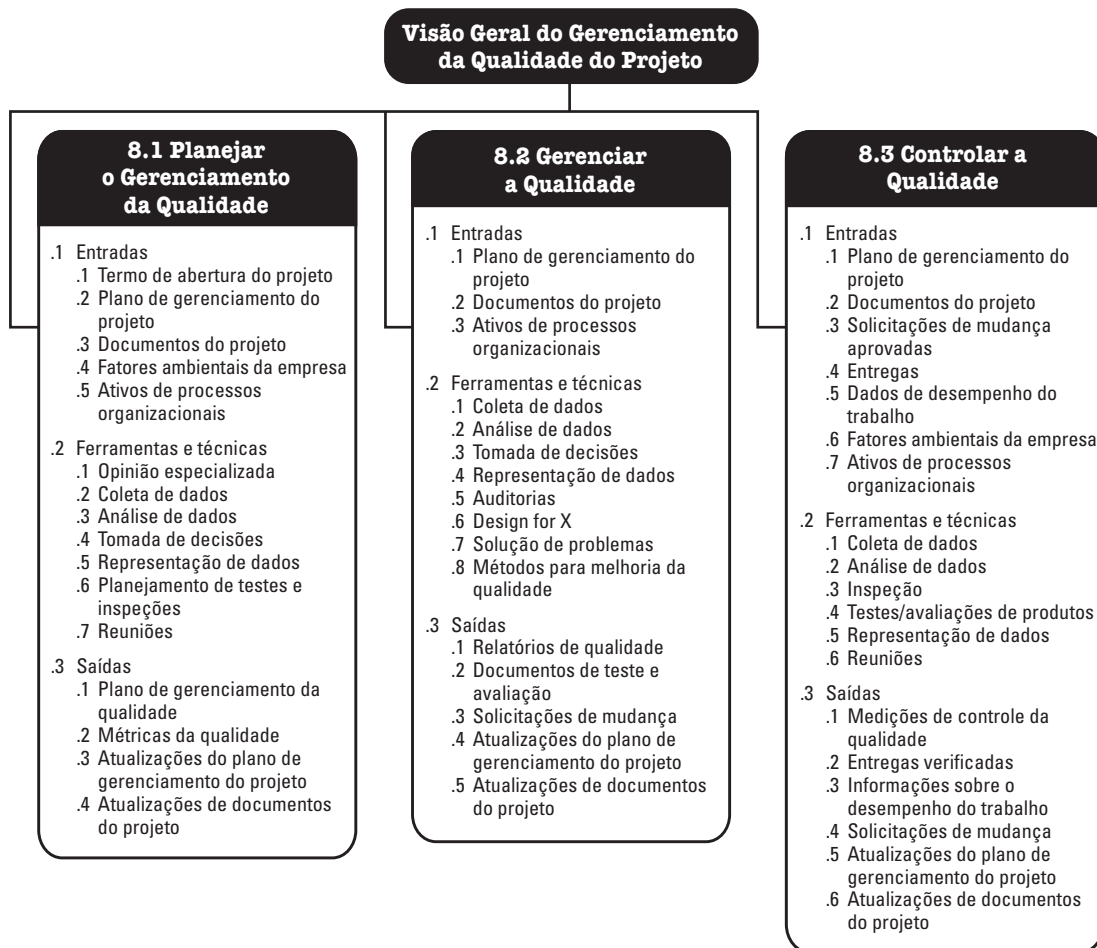 Visão Geral do Gerenciamento
da Qualidade do Projeto
8.1 Planejar
o Gerenciamento
da Qualidade
.1 Entradas
.1 Termo de abertura do projeto
.2 Plano de gerenciamento do
projeto
.3 Documentos do projeto
.4 Fatores ambientais da empresa
.5 Ativos de processos
organizacionais
.2 Ferramentas e técnicas
.1 Opinião especializada
.2 Coleta de dados
.3 Análise de dados
.4 Tomada de decisões
.5 Representação de dados
.6 Planejamento de testes e
inspeções
.7 Reuniões
.3 Saídas
.1 Plano de gerenciamento da
qualidade
.2 Métricas da qualidade
.3 Atualizações do plano de
gerenciamento do projeto
.4 Atualizações de documentos
do projeto
8.2 Gerenciar
a Qualidade
.1 Entradas
.1 Plano de gerenciamento do
projeto
.2 Documentos do projeto
.3 Ativos de processos
organizacionais
.2 Ferramentas e técnicas
.1 Coleta de dados
.2 Análise de dados
.3 Tomada de decisões
.4 Representação de dados
.5 Auditorias
.6 Design for X
.7 Solução de problemas
.8 Métodos para melhoria da
qualidade
.3 Saídas
.1 Relatórios de qualidade
.2 Documentos de teste e
avaliação
.3 Solicitações de mudança
.4 Atualizações do plano de
gerenciamento do projeto
.5 Atualizações de documentos
do projeto
8.3 Controlar a
Qualidade
.1 Entradas
.1 Plano de gerenciamento do
projeto
.2 Documentos do projeto
.3 Solicitações de mudança
aprovadas
.4 Entregas
.5 Dados de desempenho do
trabalho
.6 Fatores ambientais da empresa
.7 Ativos de processos
organizacionais
.2 Ferramentas e técnicas
.1 Coleta de dados
.2 Análise de dados
.3 Inspeção
.4 Testes/avaliações de produtos
.5 Representação de dados
.6 Reuniões
.3 Saídas
.1 Medições de controle da
qualidade
.2 Entregas verificadas
.3 Informações sobre o
desempenho do trabalho
.4 Solicitações de mudança
.5 Atualizações do plano de
gerenciamento do projeto
.6 Atualizações de documentos
do projeto